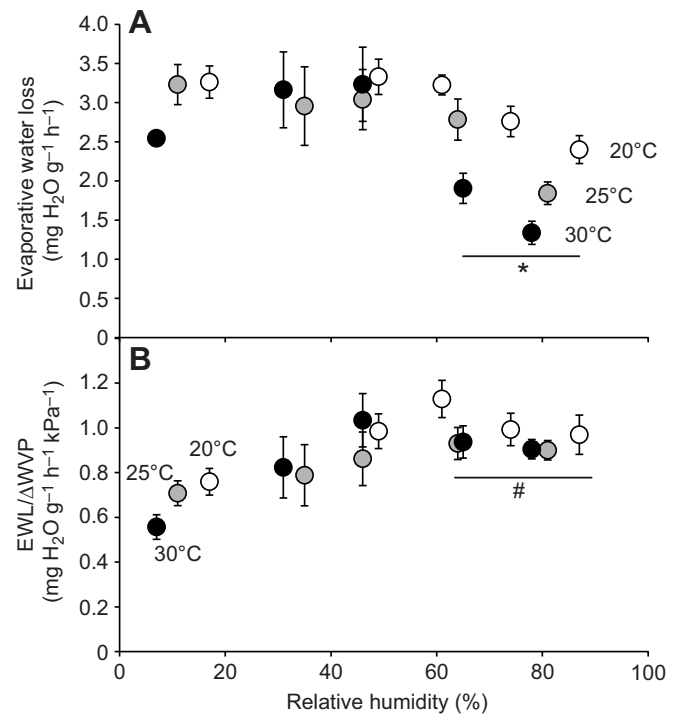 A
4.0
3.5
3.0
2.5
2.0
1.5
1.0
0.5
0
Evaporative water loss
(mg H₂O g⁻¹ h⁻¹)
20°C
25°C
30°C
*
B
1.2
1.0
0.8
0.6
0.4
0.2
0
EWL/ΔWVP
(mg H₂O g⁻¹ h⁻¹ kPa⁻¹)
20°C
25°C
30°C
#
0 20 40 60 80 100
Relative humidity (%)